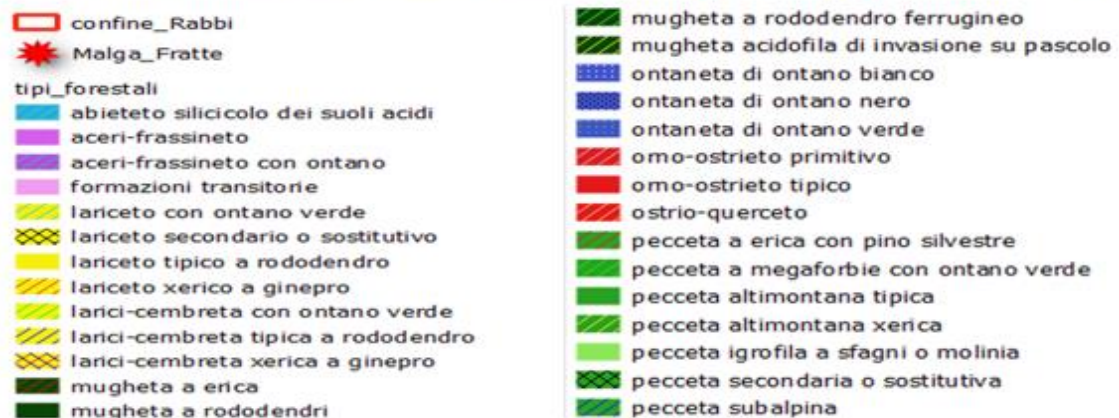 confine_Rabbi
Malga_Fratte
tipi_forestali
abieteto silicicolo dei suoli acidi
aceri-frassineto
aceri-frassineto con ontano
formazioni transitorie
lariceto con ontano verde
lariceto secondario o sostitutivo
lariceto tipico a rododendro
lariceto xerico a ginepro
larici-cembreta con ontano verde
larici-cembreta tipica a rododendro
larici-cembreta xerica a ginepro
mugheta a erica
mugheta a rododendri
mugheta a rododendro ferrugineo
mugheta acidofila di invasione su pascolo
ontaneta di ontano bianco
ontaneta di ontano nero
ontaneta di ontano verde
orno-ostrieto primitivo
orno-ostrieto tipico
ostrio-querceto
pecceta a erica con pino silvestre
pecceta a megaforbie con ontano verde
pecceta altimontana tipica
pecceta altimontana xerica
pecceta igrofila a sfagni o molinia
pecceta secondaria o sostitutiva
pecceta subalpina